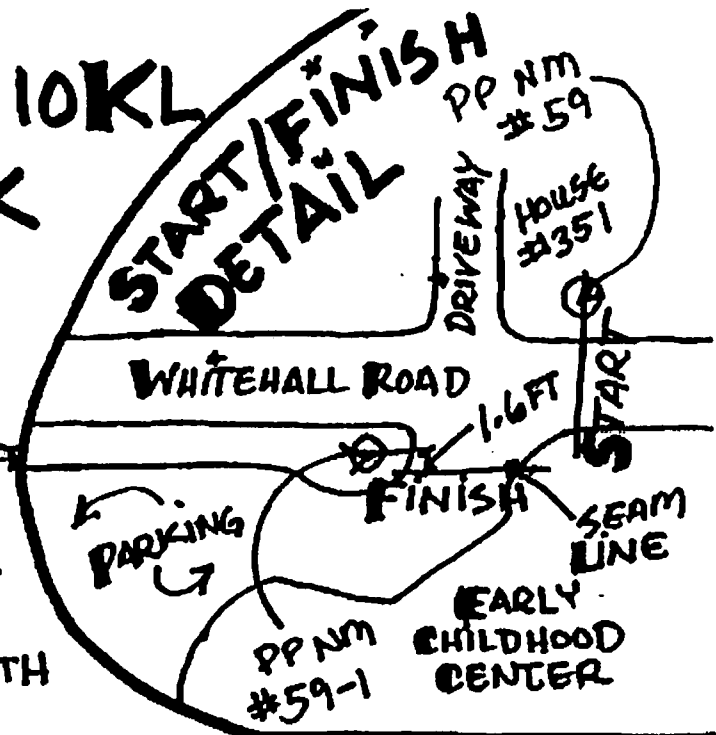 10KL
START/FINISH
DETAIL
PP NM
#59
DRIVEWAY
HOUSE
#351
WHITEHALL ROAD
START
1.6FT
FINISH
SEAM
LINE
PARKING
EARLY
CHILDHOOD
CENTER
PP NM
#59-1
TH